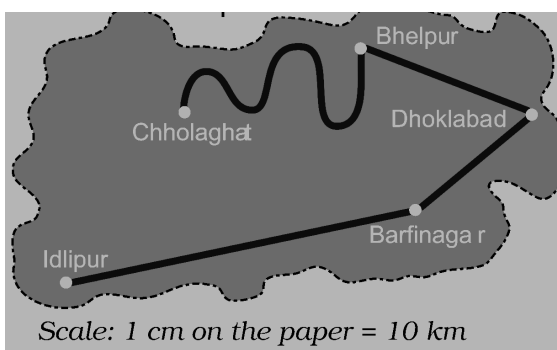 Bhelpur
Dhoklabad
Chholaghat
Barfinaga r
Idlipur
Scale: 1 cm on the paper = 10 km